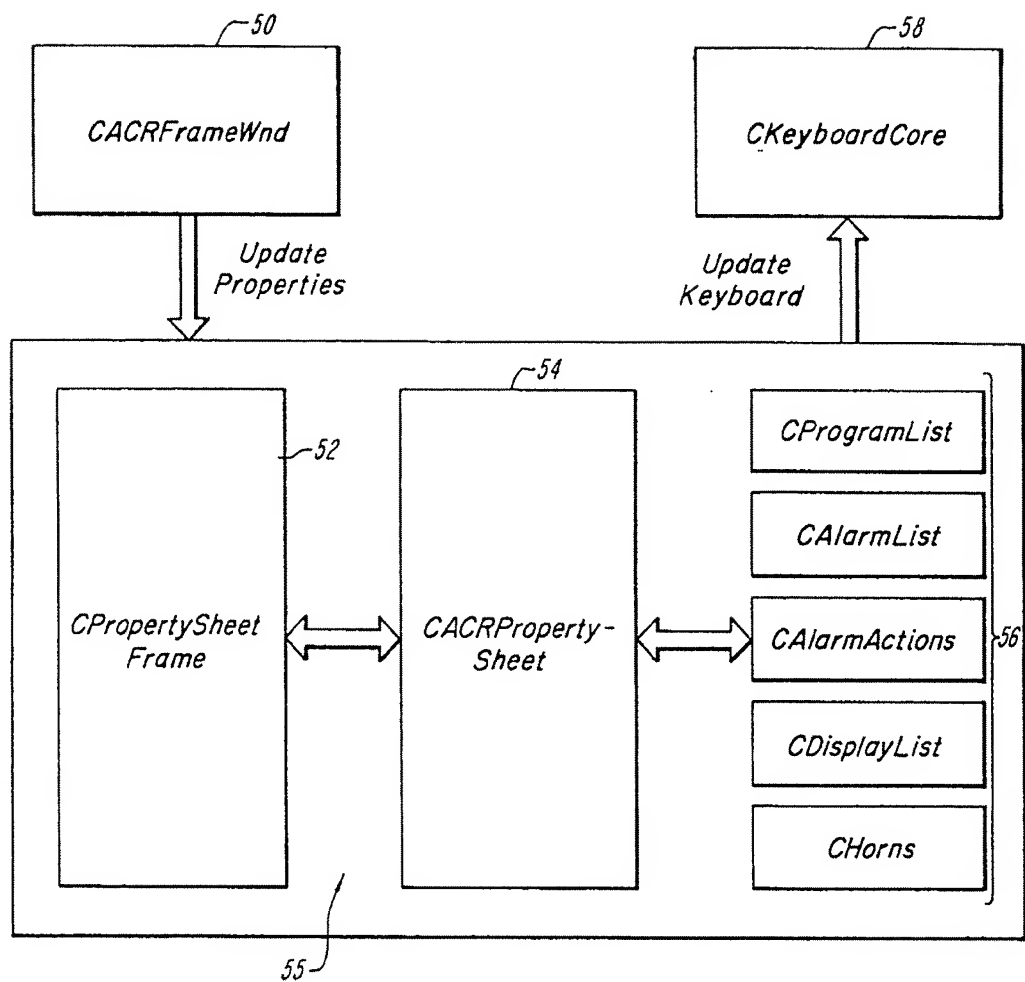 50
CACRFrameWnd
58
CKeyboardCore
Update
Properties
Update
Keyboard
52
CPropertySheet
Frame
54
CACRProperty-
Sheet
CProgramList
CAlarmList
CAlarmActions
CDisplayList
CHorns
56
55